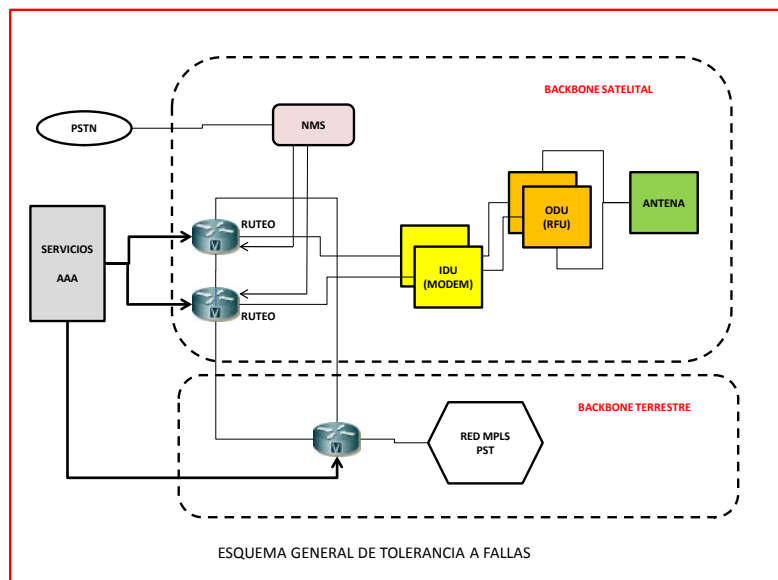 BACKBONE SATELITAL
PSTN
NMS
ODU
(RFU)
ANTENA
RUTEO
SERVICIOS
AAA
IDU
(MODEM)
RUTEO
BACKBONE TERRESTRE
RED MPLS
PST
ESQUEMA GENERAL DE TOLERANCIA A FALLAS